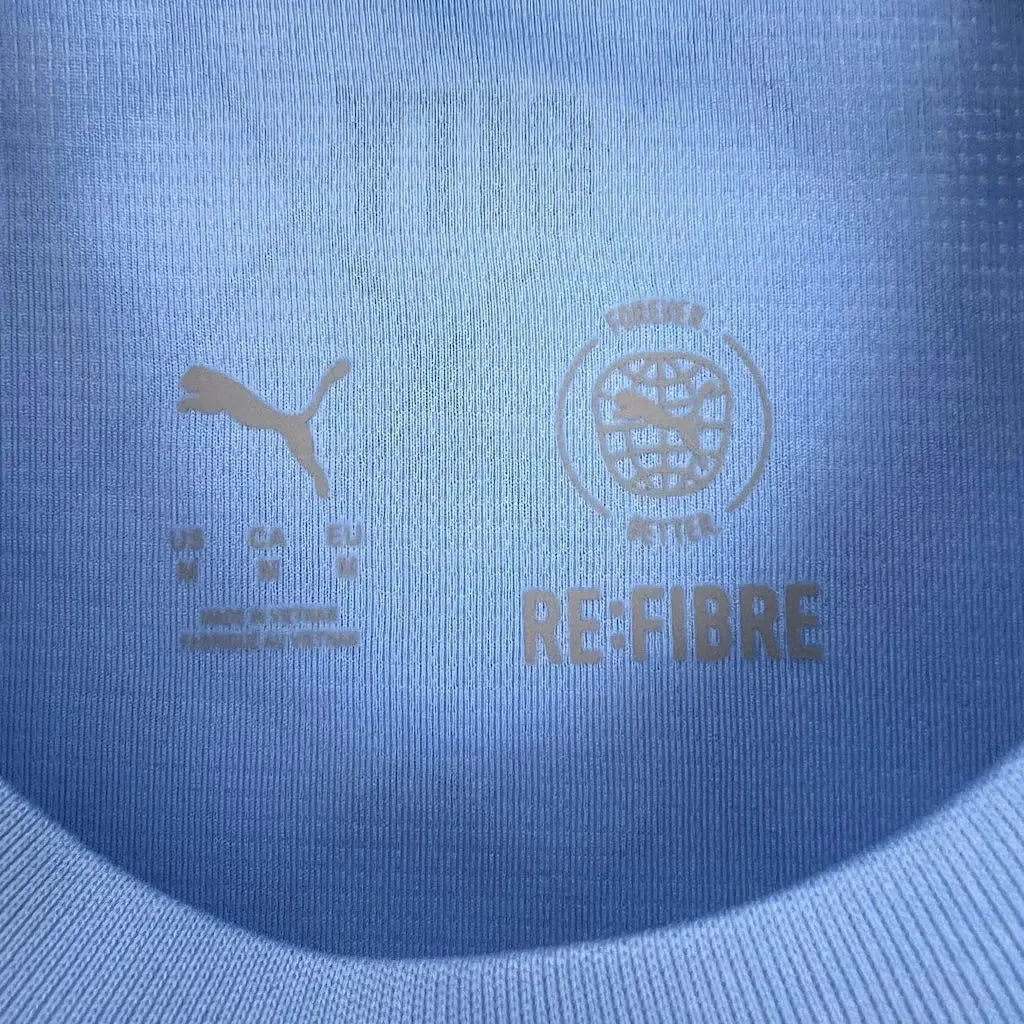 US CA EU
M M M
MADE IN VIETNAM
FABRIQUÉ AU VIETNAM
FOREVER.
BETTER.
RE:FIBRE